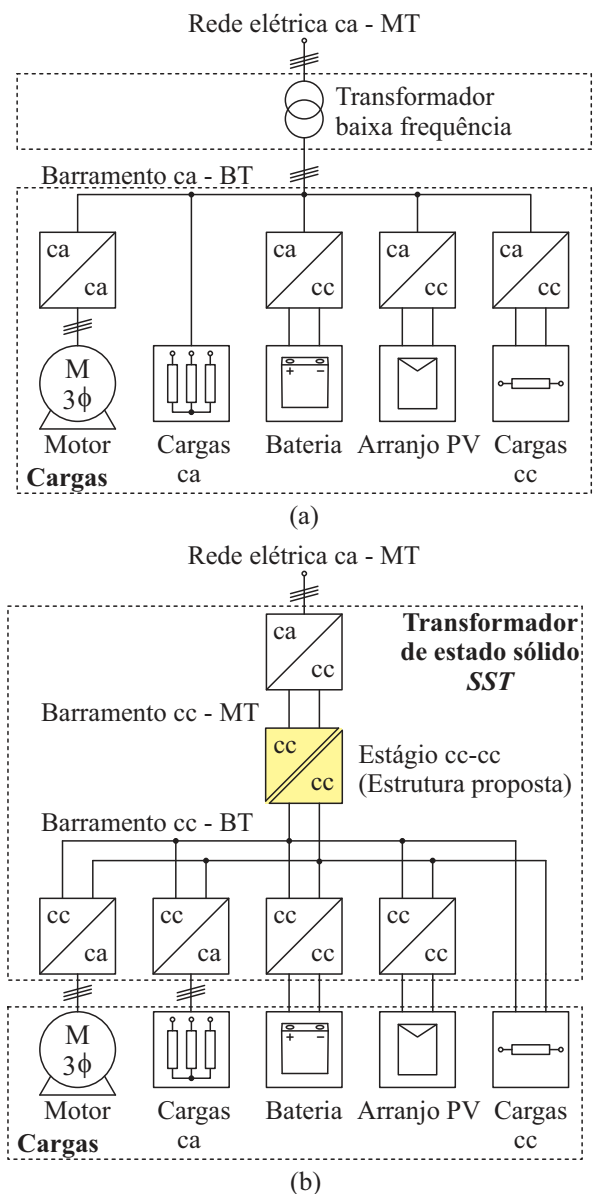 Rede elétrica ca - MT
Transformador
baixa frequência
Barramento ca - BT
ca
ca
ca
cc
ca
cc
ca
cc
M
3ϕ
+ −
Motor
Cargas
ca
Bateria
Arranjo PV
Cargas
cc
Cargas
(a)
Rede elétrica ca - MT
ca
cc
Transformador
de estado sólido
SST
Barramento cc - MT
cc
cc
Estágio cc-cc
(Estrutura proposta)
Barramento cc - BT
cc
ca
cc
ca
cc
cc
cc
cc
M
3ϕ
+ −
Motor
Cargas
ca
Bateria
Arranjo PV
Cargas
cc
Cargas
(b)